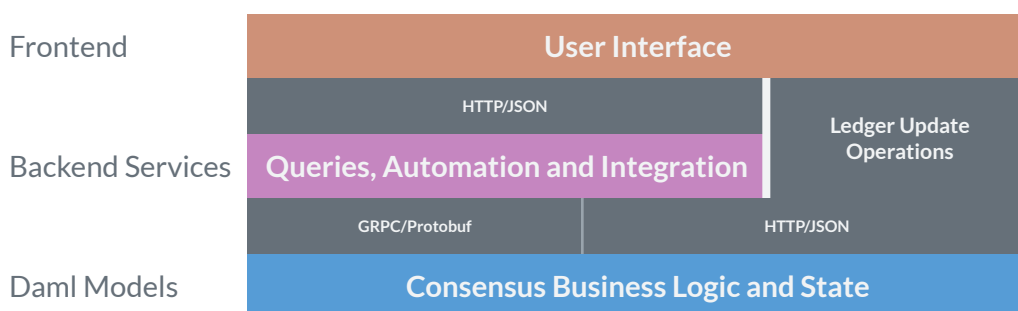 Frontend
User Interface
HTTP/JSON
Ledger Update
Operations
Backend Services
Queries, Automation and Integration
GRPC/Protobuf
HTTP/JSON
Daml Models
Consensus Business Logic and State